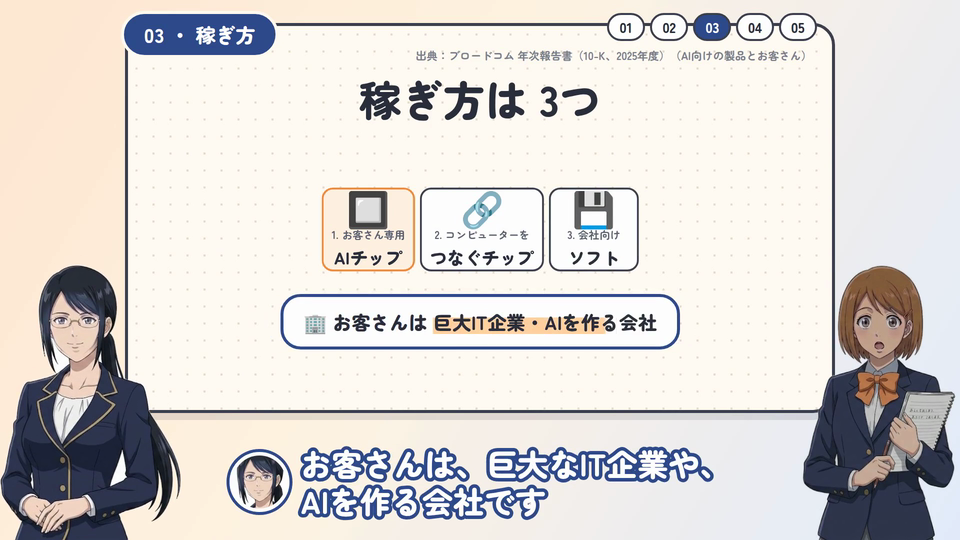 03 ・ 稼ぎ方
01 02 03 04 05
出典：ブロードコム 年次報告書（10-K、2025年度）（AI向けの製品とお客さん）
稼ぎ方は 3つ
1. お客さん専用
AIチップ
2. コンピューターを
つなぐチップ
3. 会社向け
ソフト
お客さんは 巨大IT企業・AIを作る会社
お客さんは、巨大なIT企業や、
AIを作る会社です